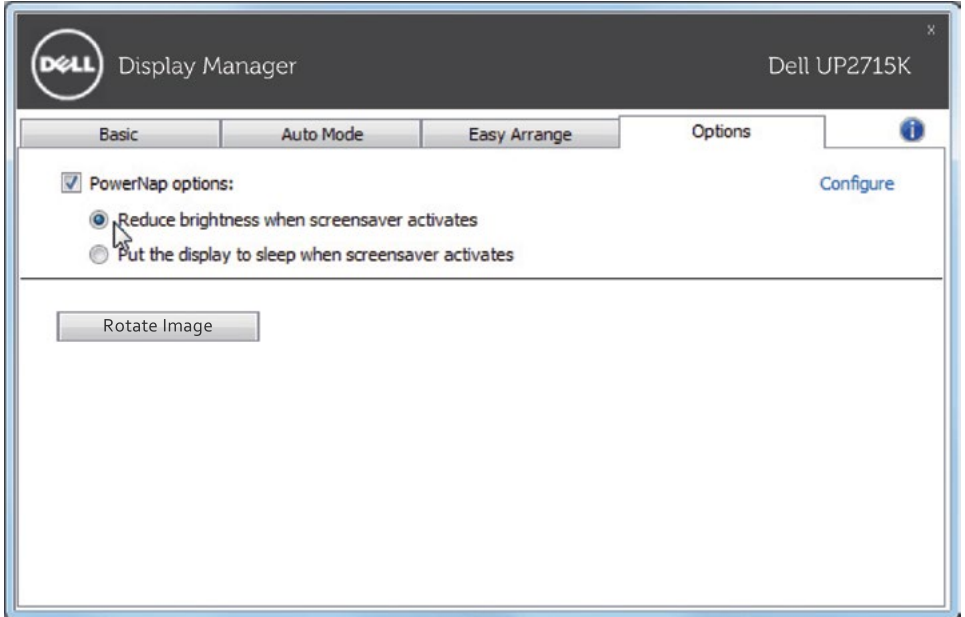 x
DELL Display Manager Dell UP2715K
Basic Auto Mode Easy Arrange Options i
PowerNap options: Configure
Reduce brightness when screensaver activates
Put the display to sleep when screensaver activates
Rotate Image